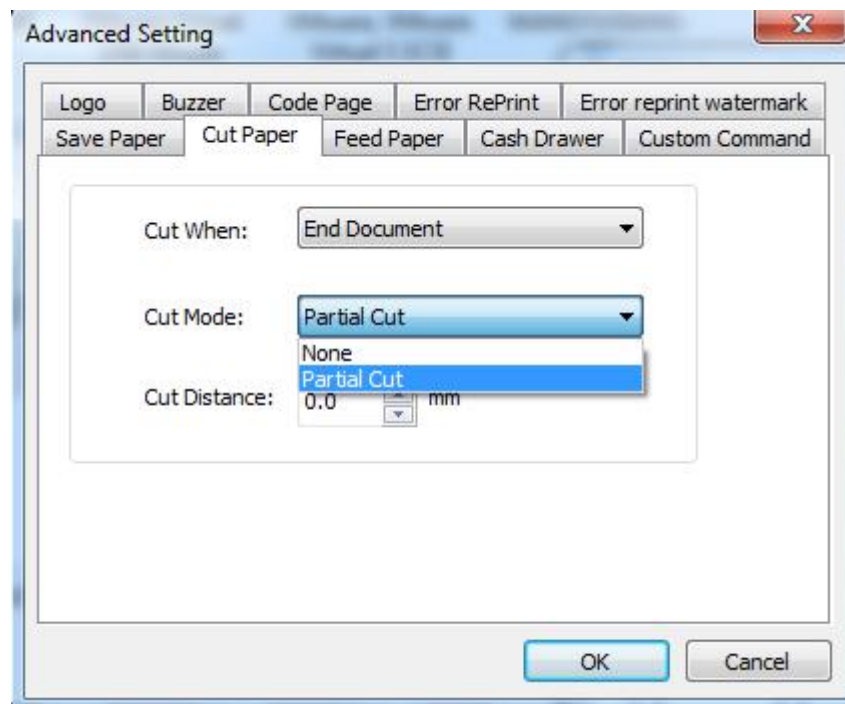 Advanced Setting
Logo Buzzer Code Page Error RePrint Error reprint watermark
Save Paper Cut Paper Feed Paper Cash Drawer Custom Command
Cut When: End Document
Cut Mode: Partial Cut
None
Partial Cut
Cut Distance: 0.0 mm
OK Cancel